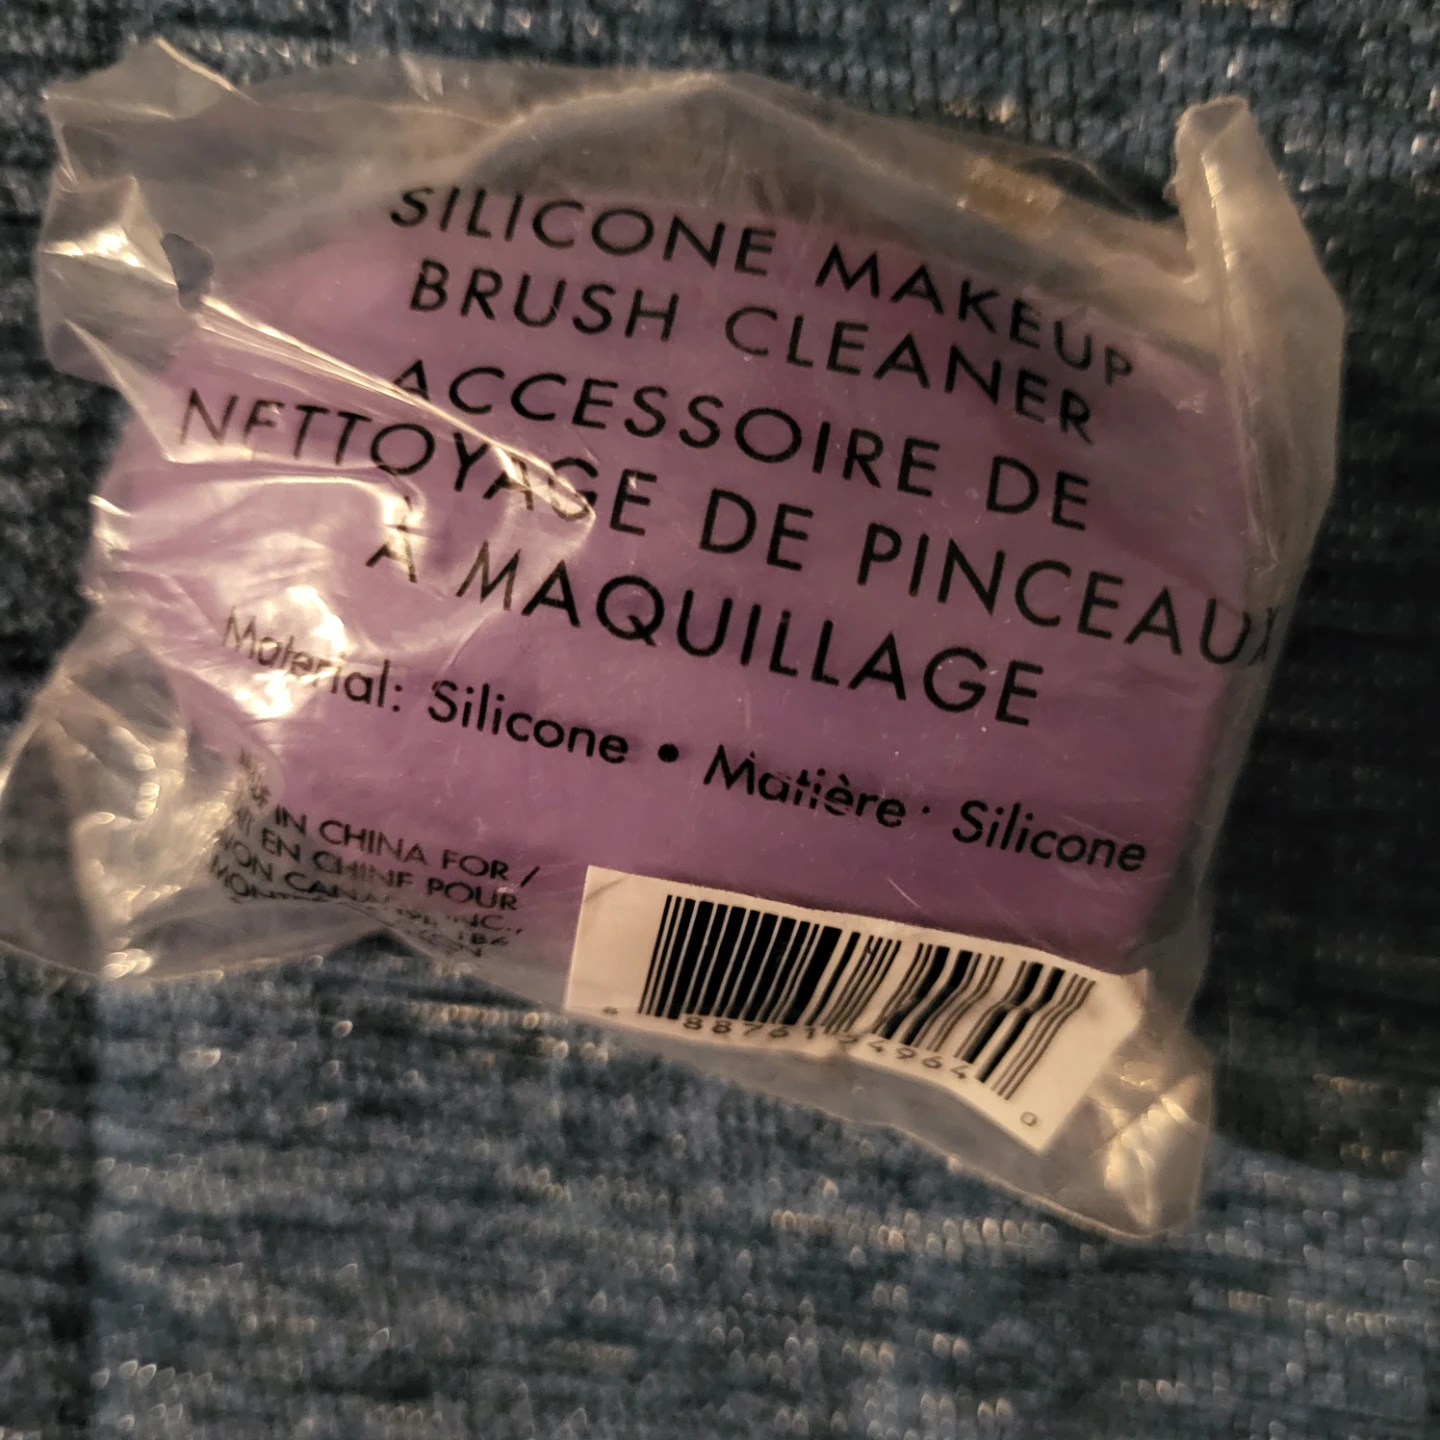 SILICONE MAKEUP
BRUSH CLEANER
ACCESSOIRE DE
NETTOYAGE DE PINCEAUX
À MAQUILLAGE
Material: Silicone • Matière : Silicone
IN CHINA FOR /
EN CHINE POUR
INC.,